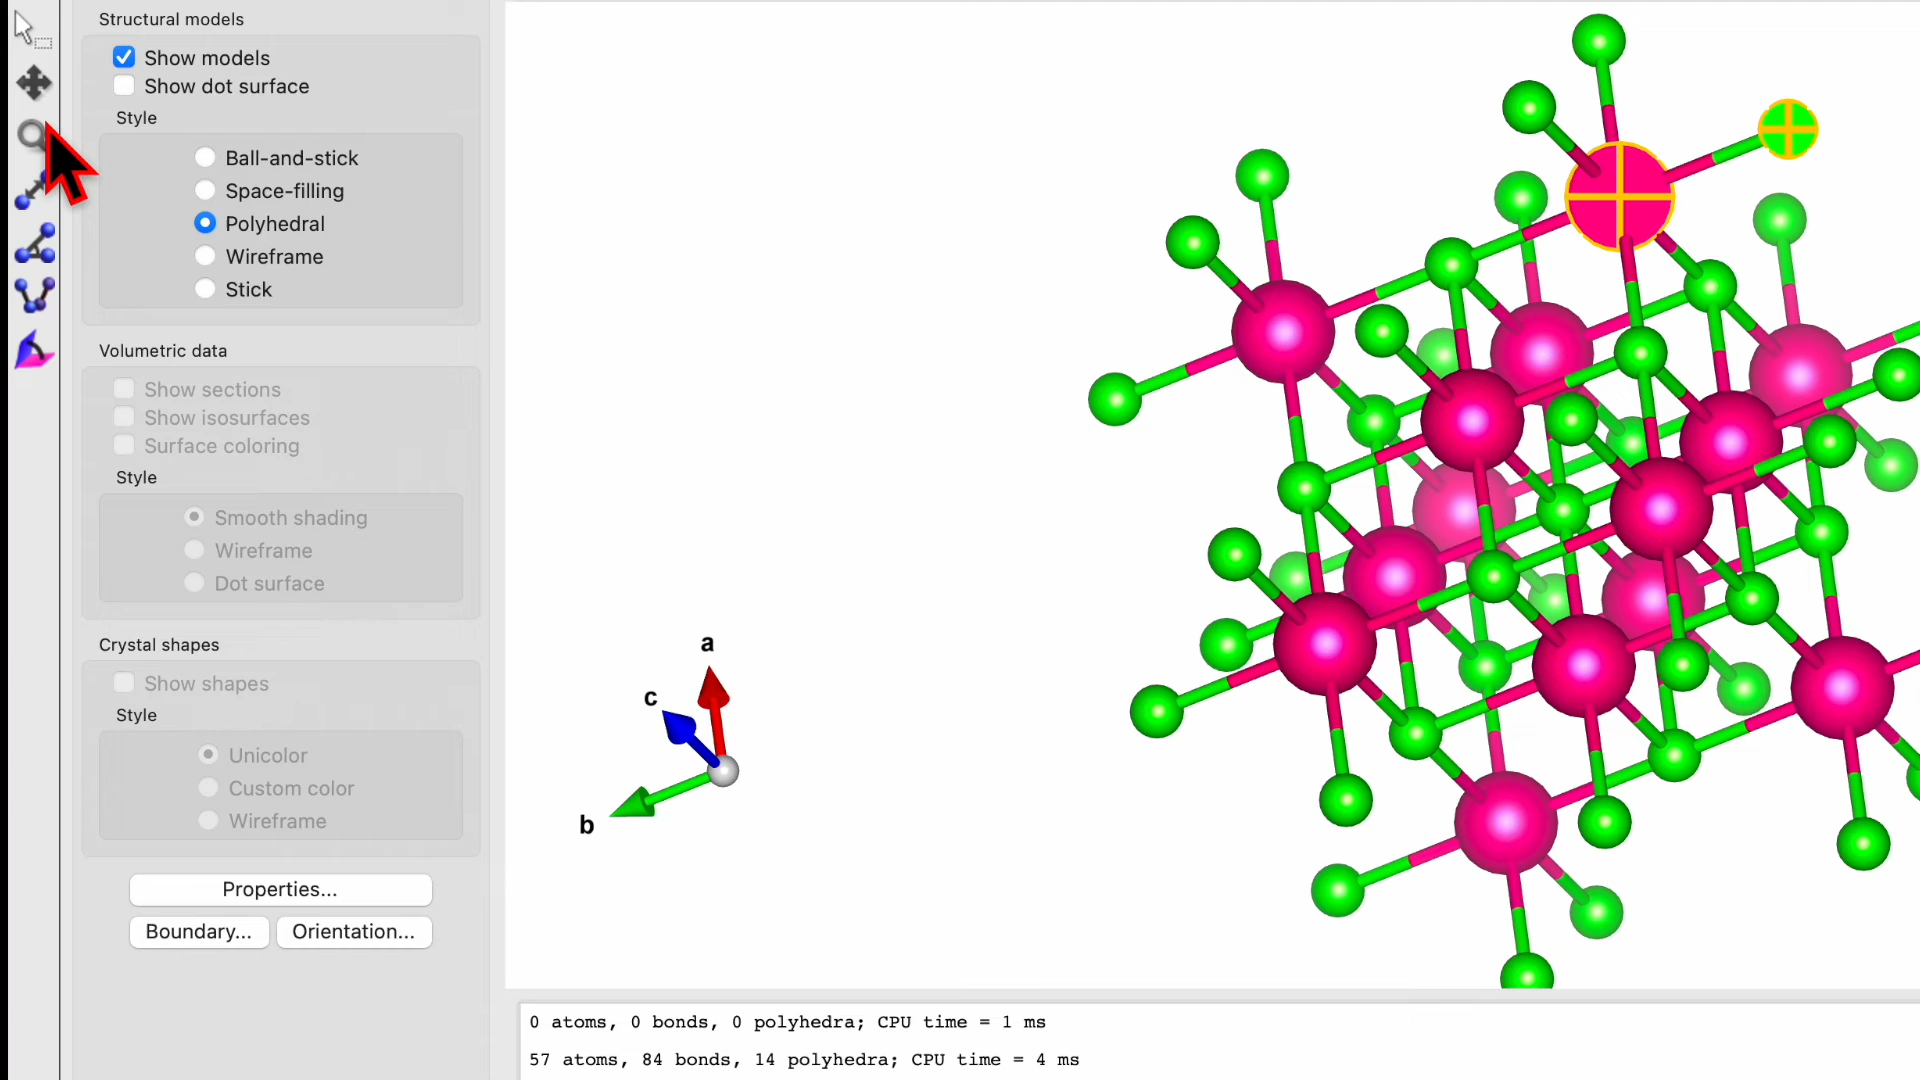 Structural models
Show models
Show dot surface
Style
Ball-and-stick
Space-filling
Polyhedral
Wireframe
Stick
Volumetric data
Show sections
Show isosurfaces
Surface coloring
Style
Smooth shading
Wireframe
Dot surface
Crystal shapes
Show shapes
Style
Unicolor
Custom color
Wireframe
Properties...
Boundary... Orientation...
a
c
b
0 atoms, 0 bonds, 0 polyhedra; CPU time = 1 ms
57 atoms, 84 bonds, 14 polyhedra; CPU time = 4 ms